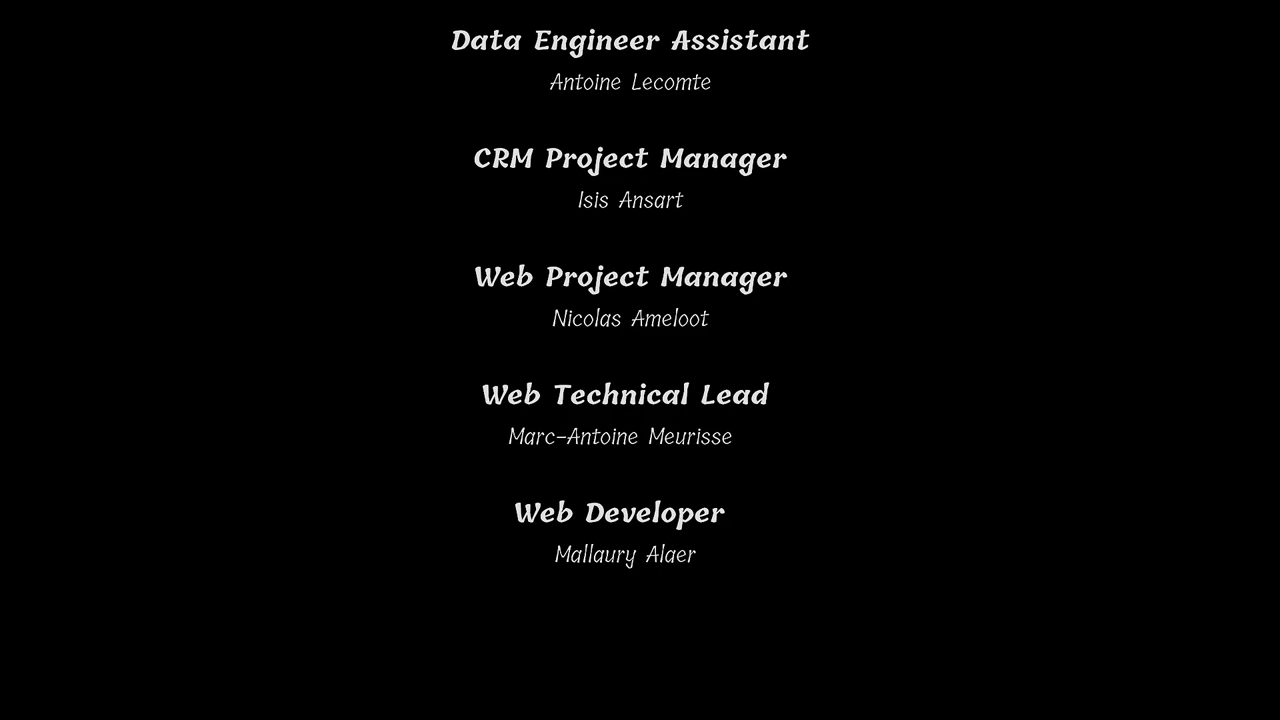 Data Engineer Assistant
Antoine Lecomte
CRM Project Manager
Isis Ansart
Web Project Manager
Nicolas Ameloot
Web Technical Lead
Marc-Antoine Meurisse
Web Developer
Mallaury Alaer